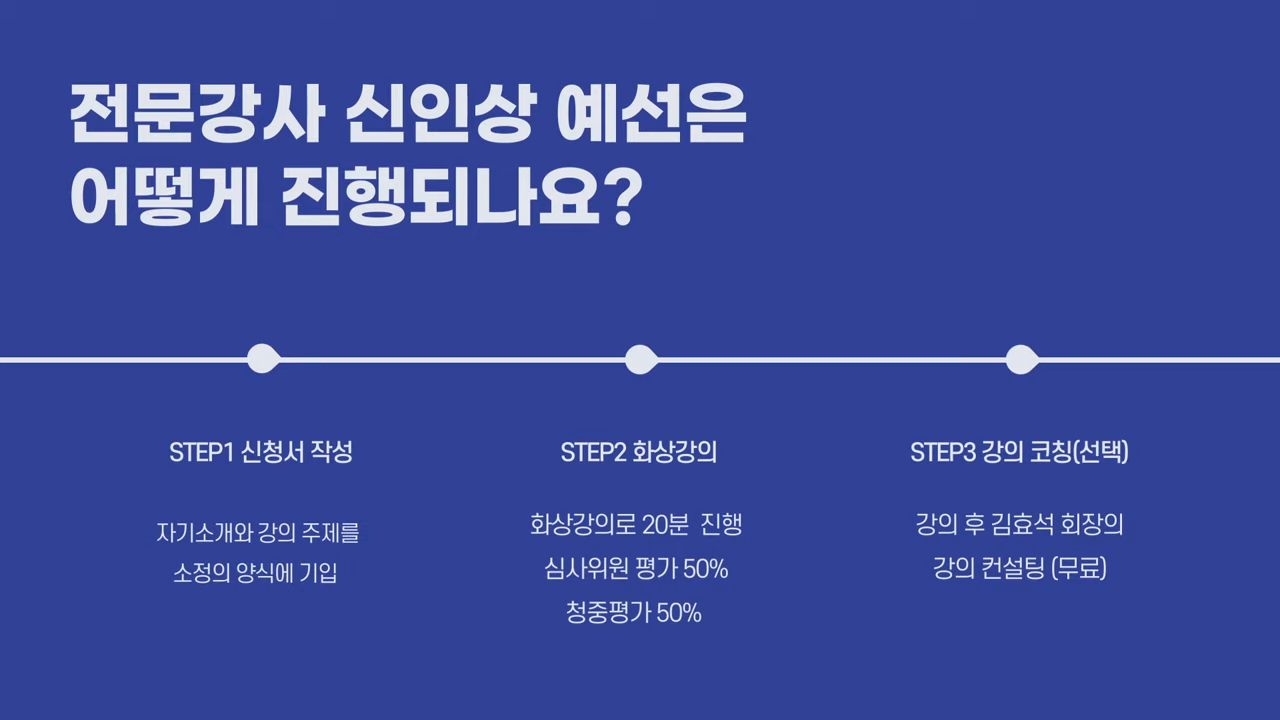 전문강사 신인상 예선은
어떻게 진행되나요?
STEP1 신청서 작성
자기소개와 강의 주제를
소정의 양식에 기입
STEP2 화상강의
화상강의로 20분 진행
심사위원 평가 50%
청중평가 50%
STEP3 강의 코칭(선택)
강의 후 김효석 회장의
강의 컨설팅 (무료)